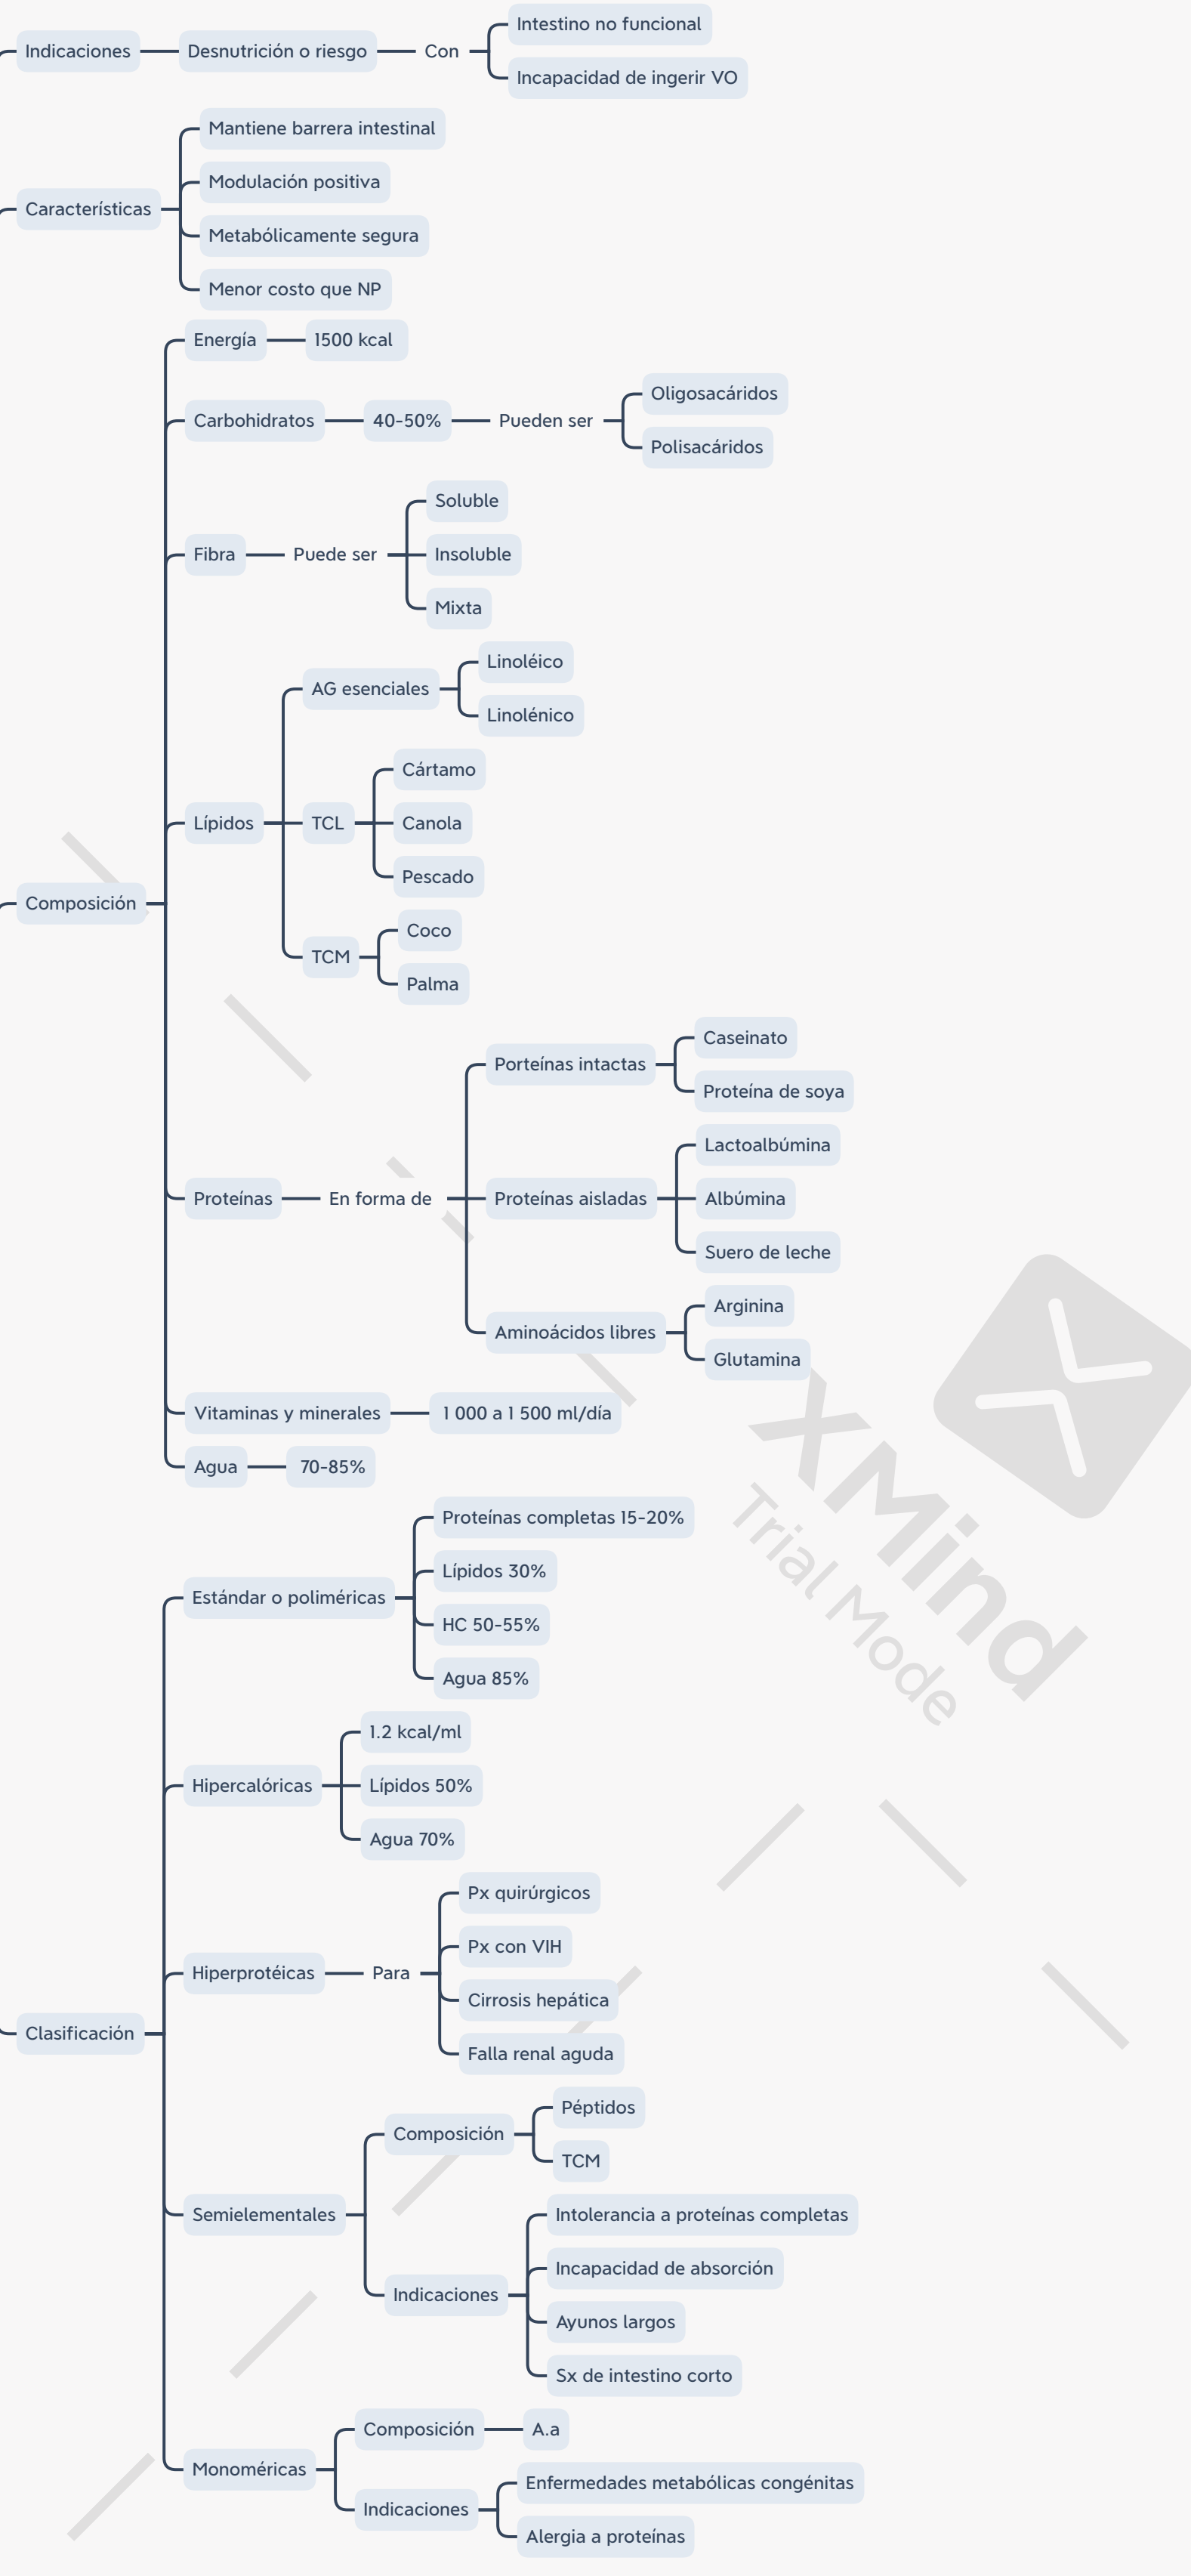 Indicaciones
Desnutrición o riesgo
Con
Intestino no funcional
Incapacidad de ingerir VO
Características
Mantiene barrera intestinal
Modulación positiva
Metabólicamente segura
Menor costo que NP
Composición
Energía
1500 kcal
Carbohidratos
40-50%
Pueden ser
Oligosacáridos
Polisacáridos
Fibra
Puede ser
Soluble
Insoluble
Mixta
Lípidos
AG esenciales
Linoléico
Linolénico
TCL
Cártamo
Canola
Pescado
TCM
Coco
Palma
Proteínas
En forma de
Porteínas intactas
Caseinato
Proteína de soya
Proteínas aisladas
Lactoalbúmina
Albúmina
Suero de leche
Aminoácidos libres
Arginina
Glutamina
Vitaminas y minerales
1 000 a 1 500 ml/día
Agua
70-85%
Clasificación
Estándar o poliméricas
Proteínas completas 15-20%
Lípidos 30%
HC 50-55%
Agua 85%
Hipercalóricas
1.2 kcal/ml
Lípidos 50%
Agua 70%
Hiperprotéicas
Para
Px quirúrgicos
Px con VIH
Cirrosis hepática
Falla renal aguda
Semielementales
Composición
Péptidos
TCM
Indicaciones
Intolerancia a proteínas completas
Incapacidad de absorción
Ayunos largos
Sx de intestino corto
Monoméricas
Composición
A.a
Indicaciones
Enfermedades metabólicas congénitas
Alergia a proteínas
XMind
Trial Mode